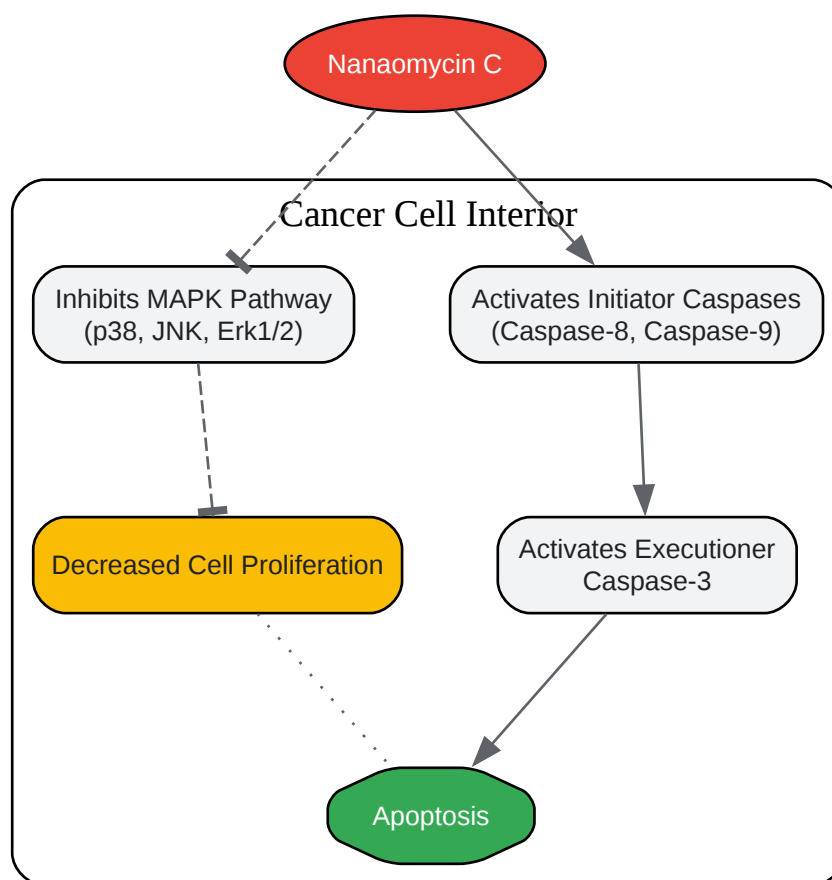 Nanaomycin C
Cancer Cell Interior
Inhibits MAPK Pathway
(p38, JNK, Erk1/2)
Activates Initiator Caspases
(Caspase-8, Caspase-9)
Decreased Cell Proliferation
Activates Executioner
Caspase-3
Apoptosis